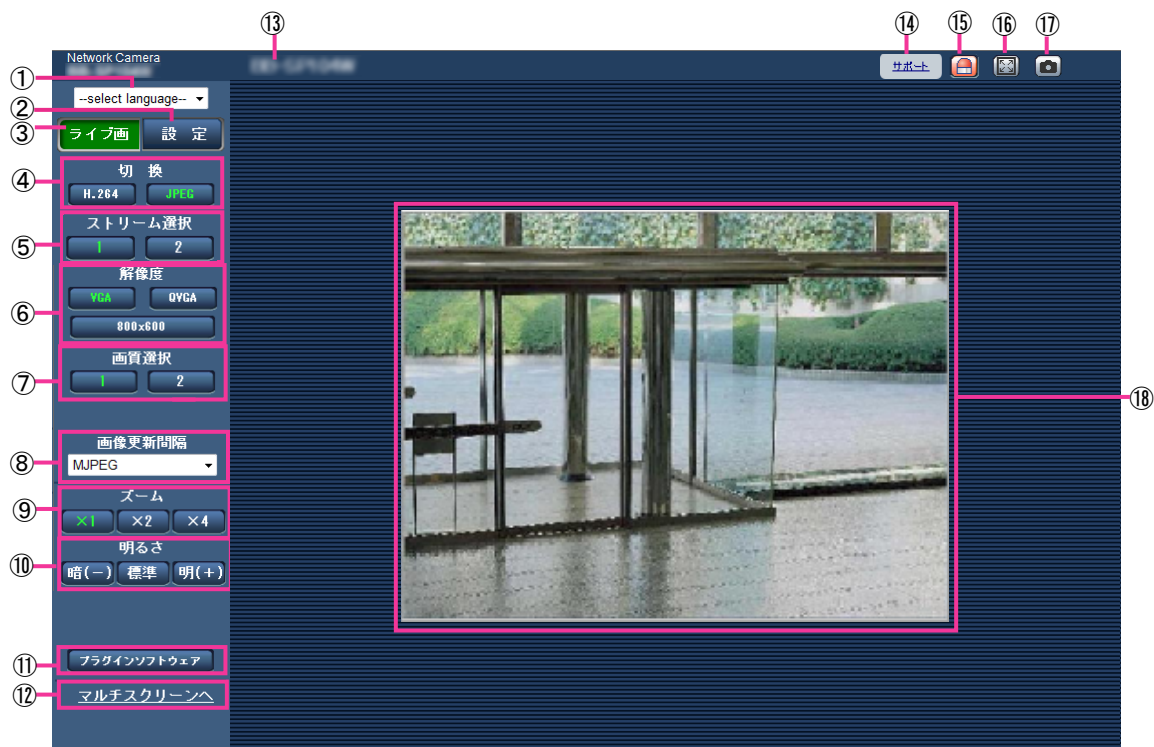 ⑬
⑭
⑮
⑯
⑰
Network Camera
サポート
①
--select language--
②
③
ライブ画
設 定
④
切 換
H.264
JPEG
⑤
ストリーム選択
1
2
⑥
解像度
VGA
QVGA
800x600
⑦
画質選択
1
2
⑧
画像更新間隔
MJPEG
⑨
ズーム
×1
×2
×4
⑩
明るさ
暗(−)
標準
明(+)
⑪
プラグインソフトウェア
⑫
マルチスクリーンへ
⑱